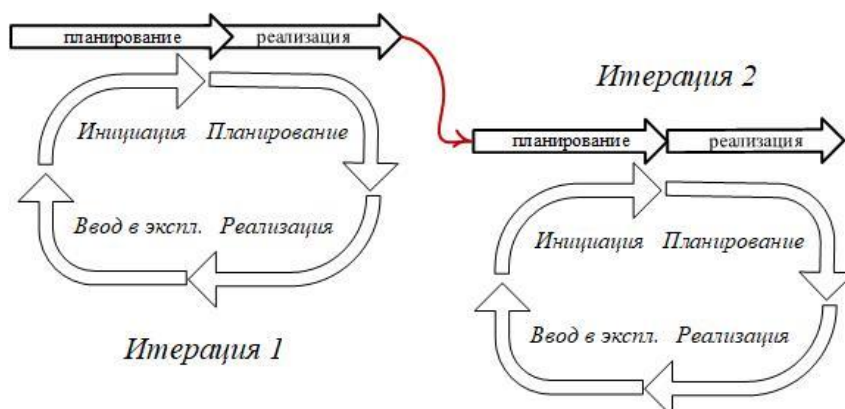 планирование реализация
Инициация Планирование
Ввод в экспл. Реализация
Итерация 1
Итерация 2
планирование реализация
Инициация Планирование
Ввод в экспл. Реализация